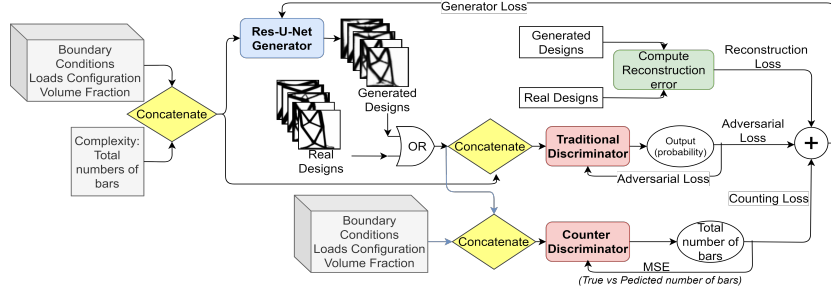 Generator Loss
Res-U-Net
Generator
Boundary
Conditions
Loads Configuration
Volume Fraction
Concatenate
Complexity:
Total
numbers of
bars
Generated
Designs
Real
Designs
OR
Generated
Designs
Real Designs
Compute
Reconstruction
error
Reconstruction
Loss
Concatenate
Traditional
Discriminator
Output
(probability)
Adversarial
Loss
Adversarial Loss
+
Counting Loss
Boundary
Conditions
Loads Configuration
Volume Fraction
Concatenate
Counter
Discriminator
Total
number of
bars
MSE
(True vs Pedicted number of bars)